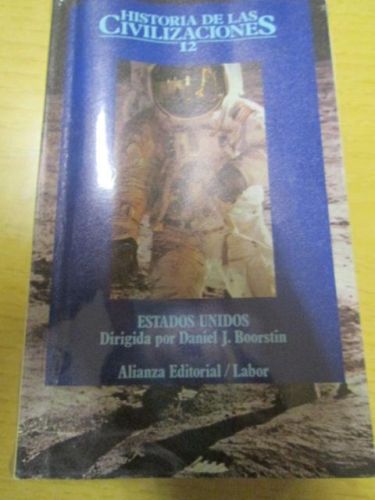 HISTORIA DE LAS
CIVILIZACIONES
12
ESTADOS UNIDOS
Dirigida por Daniel J. Boorstin
Alianza Editorial / Labor